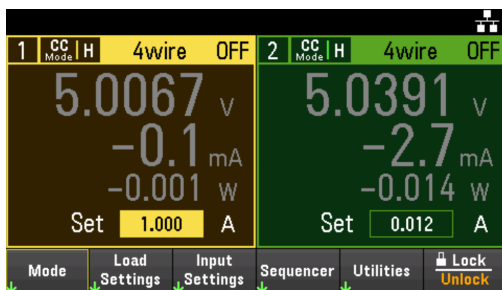 1 CC Mode H 4wire OFF
5.0067 V
-0.1 mA
-0.001 W
Set 1.000 A
2 CC Mode H 4wire OFF
5.0391 V
-2.7 mA
-0.014 W
Set 0.012 A
Mode
Load Settings
Input Settings
Sequencer
Utilities
Lock
Unlock